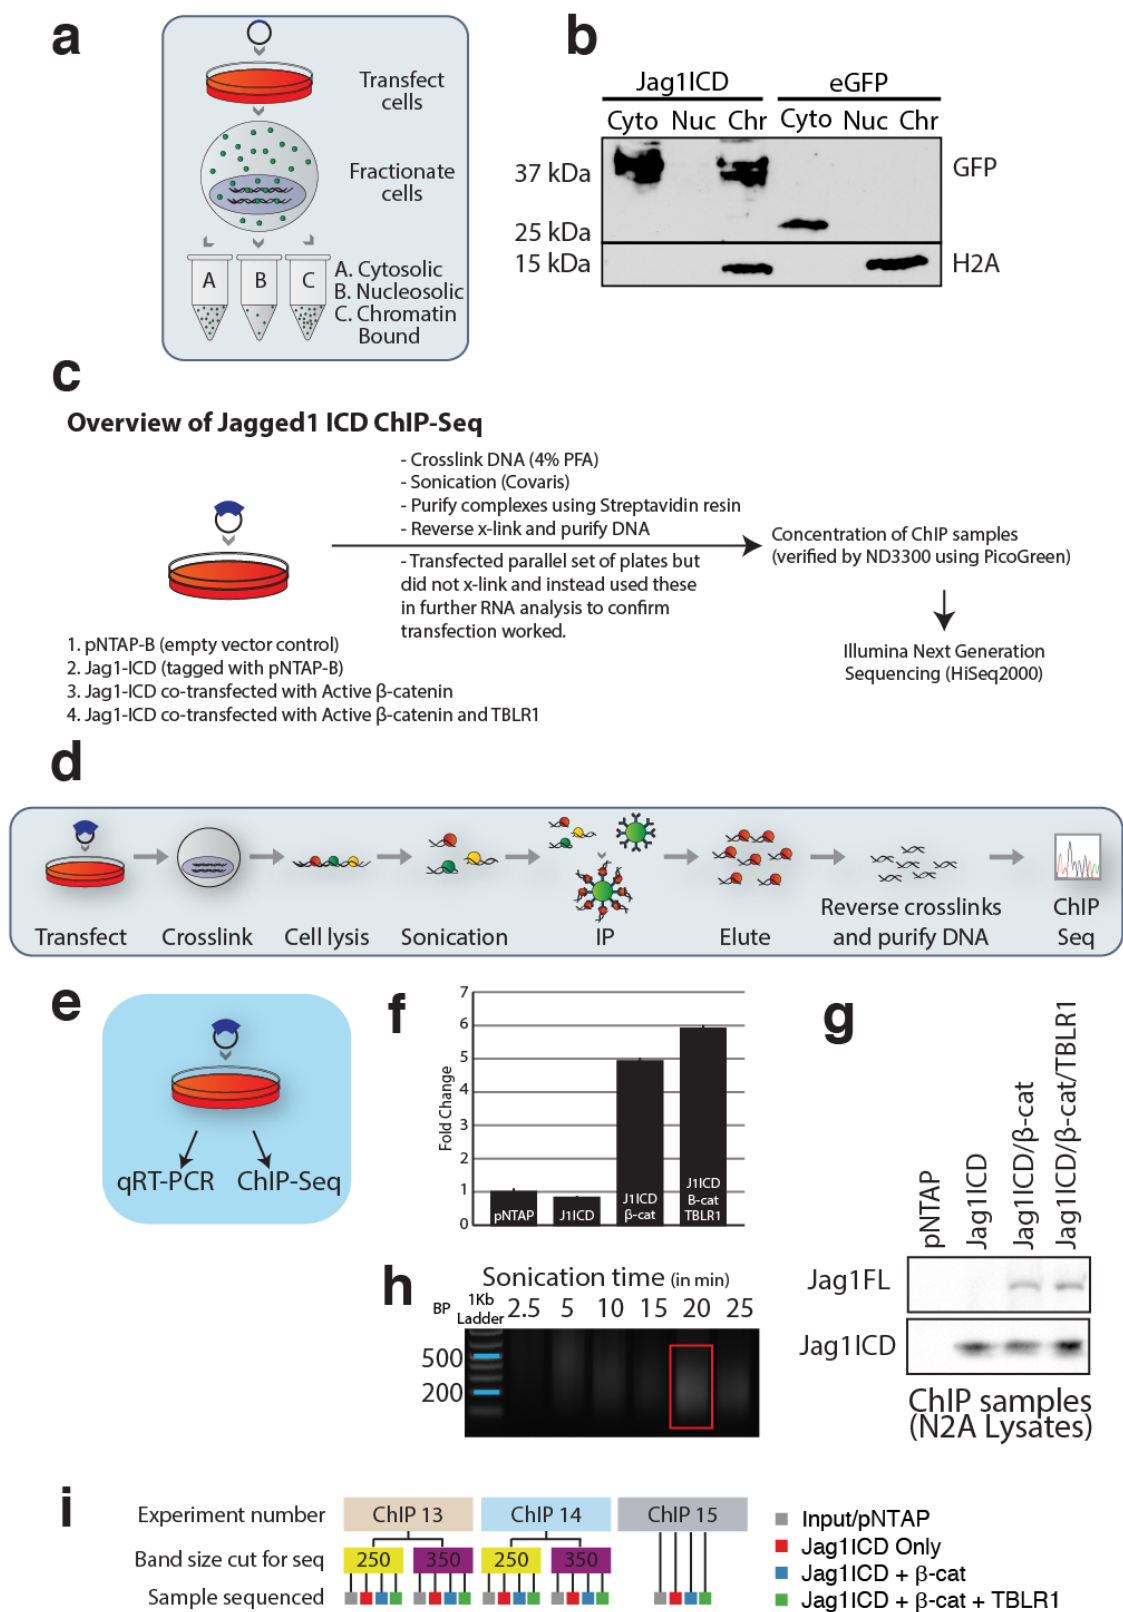 a
Transfect
cells
Fractionate
cells
A B C
A. Cytosolic
B. Nucleosolic
C. Chromatin
Bound
b
Jag1ICD eGFP
Cyto Nuc Chr Cyto Nuc Chr
37 kDa
GFP
25 kDa
15 kDa
H2A
c
Overview of Jagged1 ICD ChIP-Seq
- Crosslink DNA (4% PFA)
- Sonication (Covaris)
- Purify complexes using Streptavidin resin
- Reverse x-link and purify DNA
- Transfected parallel set of plates but
did not x-link and instead used these
in further RNA analysis to confirm
transfection worked.
Concentration of ChIP samples
(verified by ND3300 using PicoGreen)
Illumina Next Generation
Sequencing (HiSeq2000)
1. pNTAP-B (empty vector control)
2. Jag1-ICD (tagged with pNTAP-B)
3. Jag1-ICD co-transfected with Active β-catenin
4. Jag1-ICD co-transfected with Active β-catenin and TBLR1
d
Transfect
Crosslink
Cell lysis
Sonication
IP
Elute
Reverse crosslinks
and purify DNA
ChIP
Seq
e
qRT-PCR ChIP-Seq
f
Fold Change
7
6
5
4
3
2
1
0
pNTAP
J1ICD
J1ICD
β-cat
J1ICD
B-cat
TBLR1
g
pNTAP
Jag1ICD
Jag1ICD/β-cat
Jag1ICD/β-cat/TBLR1
Jag1FL
Jag1ICD
ChIP samples
(N2A Lysates)
h
Sonication time (in min)
BP
1Kb
Ladder
2.5 5 10 15 20 25
500
200
i
Experiment number ChIP 13 ChIP 14 ChIP 15
Band size cut for seq 250 350 250 350
Sample sequenced
Input/pNTAP
Jag1ICD Only
Jag1ICD + β-cat
Jag1ICD + β-cat + TBLR1